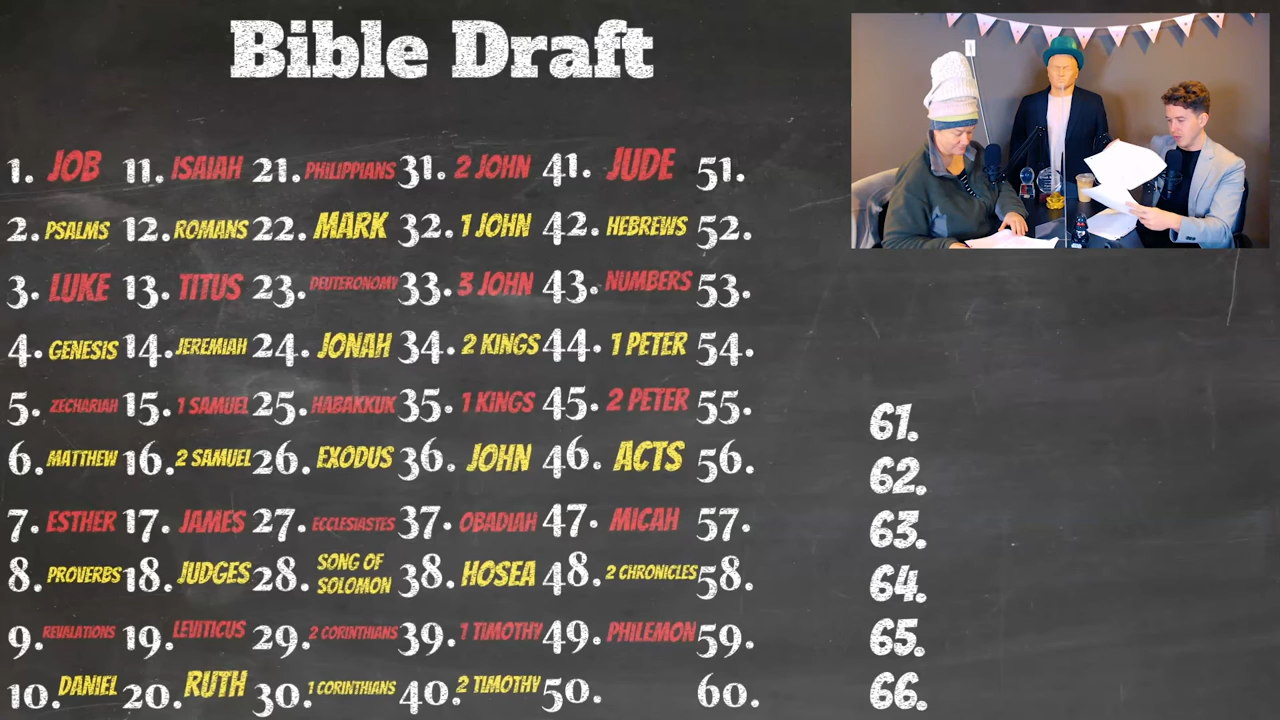 Bible Draft
1. JOB
2. PSALMS
3. LUKE
4. GENESIS
5. ZECHARIAH
6. MATTHEW
7. ESTHER
8. PROVERBS
9. REVALATIONS
10. DANIEL
11. ISAIAH
12. ROMANS
13. TITUS
14. JEREMIAH
15. 1 SAMUEL
16. 2 SAMUEL
17. JAMES
18. JUDGES
19. LEVITICUS
20. RUTH
21. PHILIPPIANS
22. MARK
23. DEUTERONOMY
24. JONAH
25. HABAKKUK
26. EXODUS
27. ECCLESIASTES
28. SONG OF
SOLOMON
29. 2 CORINTHIANS
30. 1 CORINTHIANS
31. 2 JOHN
32. 1 JOHN
33. 3 JOHN
34. 2 KINGS
35. 1 KINGS
36. JOHN
37. OBADIAH
38. HOSEA
39. 1 TIMOTHY
40. 2 TIMOTHY
41. JUDE
42. HEBREWS
43. NUMBERS
44. 1 PETER
45. 2 PETER
46. ACTS
47. MICAH
48. 2 CHRONICLES
49. PHILEMON
50.
51.
52.
53.
54.
55.
56.
57.
58.
59.
60.
61.
62.
63.
64.
65.
66.